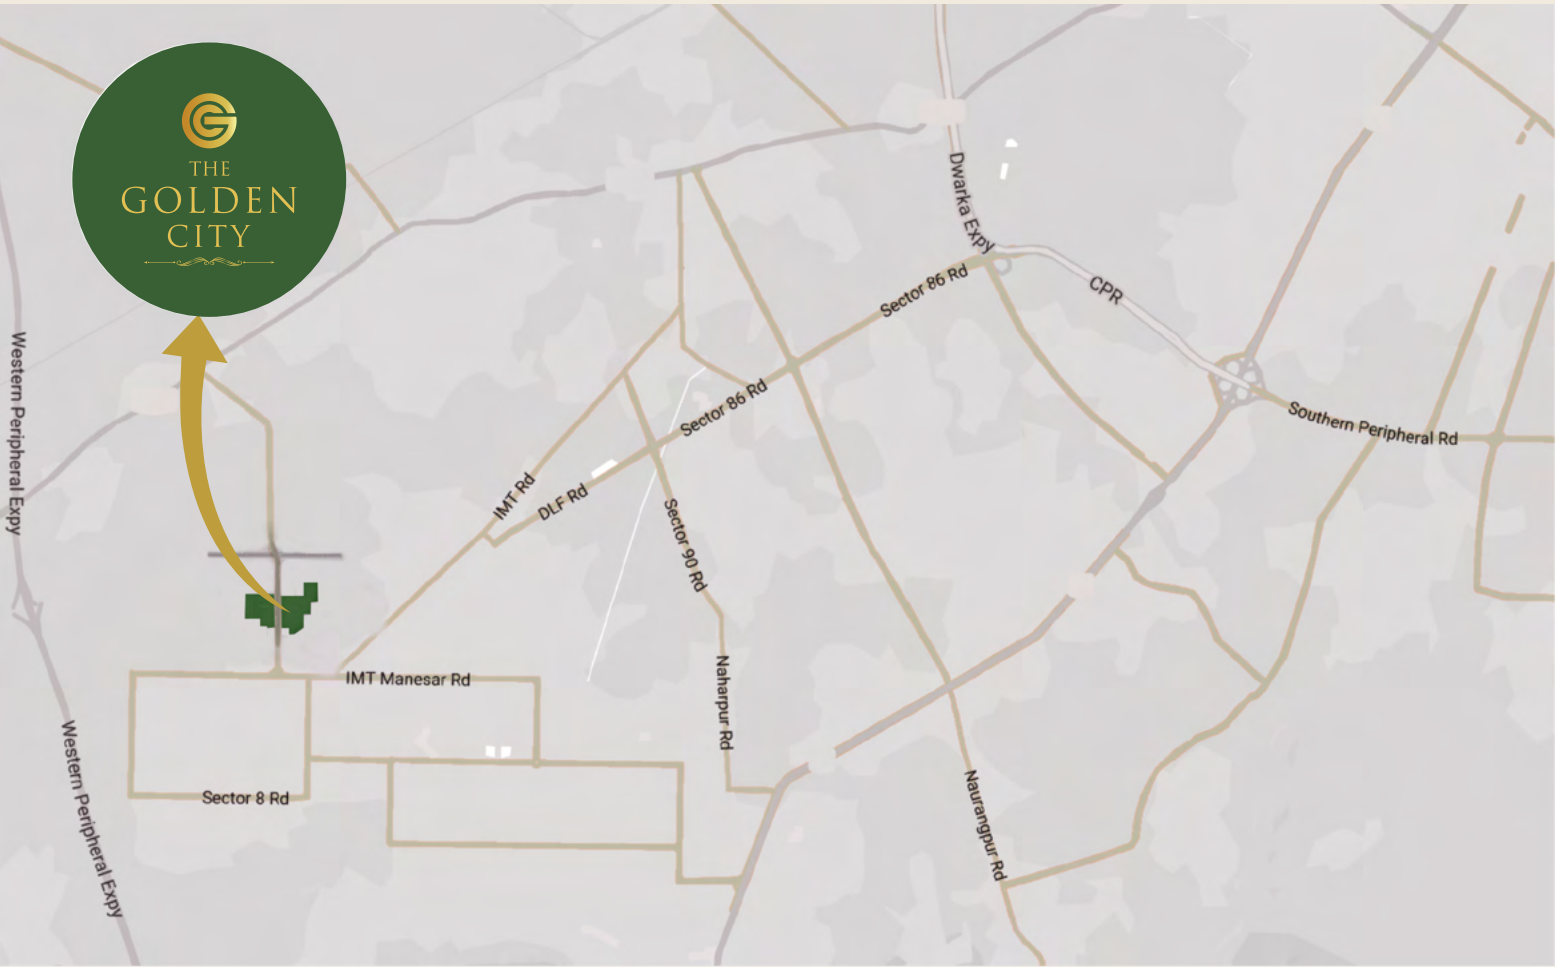 THE
GOLDEN
CITY
Dwarka Expy
Sector 86 Rd
CPR
Western Peripheral Expy
Sector 86 Rd
Southern Peripheral Rd
IMT Rd
DLF Rd
Sector 90 Rd
IMT Manesar Rd
Naharpur Rd
Sector 8 Rd
Western Peripheral Expy
Naurangpur Rd